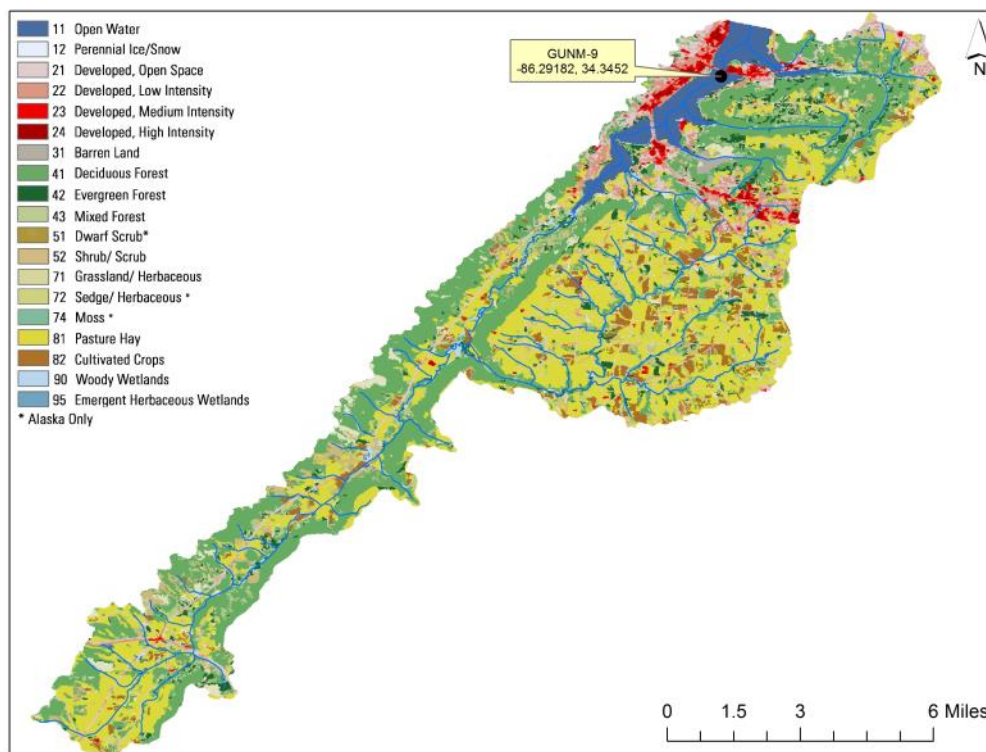 11 Open Water
12 Perennial Ice/Snow
21 Developed, Open Space
22 Developed, Low Intensity
23 Developed, Medium Intensity
24 Developed, High Intensity
31 Barren Land
41 Deciduous Forest
42 Evergreen Forest
43 Mixed Forest
51 Dwarf Scrub*
52 Shrub/ Scrub
71 Grassland/ Herbaceous
72 Sedge/ Herbaceous *
74 Moss *
81 Pasture Hay
82 Cultivated Crops
90 Woody Wetlands
95 Emergent Herbaceous Wetlands
* Alaska Only
GUNM-9
-86.29182, 34.3452
N
0 1.5 3 6 Miles